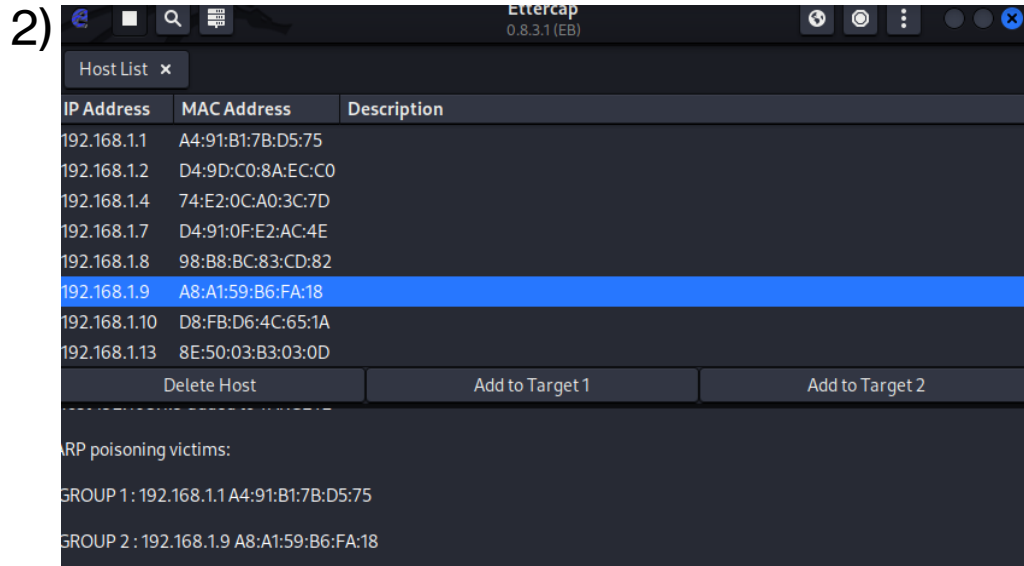 2)
Ettercap
0.8.3.1 (EB)
Host List ×
IP Address MAC Address Description
192.168.1.1 A4:91:B1:7B:D5:75
192.168.1.2 D4:9D:C0:8A:EC:C0
192.168.1.4 74:E2:0C:A0:3C:7D
192.168.1.7 D4:91:0F:E2:AC:4E
192.168.1.8 98:B8:BC:83:CD:82
192.168.1.9 A8:A1:59:B6:FA:18
192.168.1.10 D8:FB:D6:4C:65:1A
192.168.1.13 8E:50:03:B3:03:0D
Delete Host Add to Target 1 Add to Target 2
ARP poisoning victims:
GROUP 1 : 192.168.1.1 A4:91:B1:7B:D5:75
GROUP 2 : 192.168.1.9 A8:A1:59:B6:FA:18